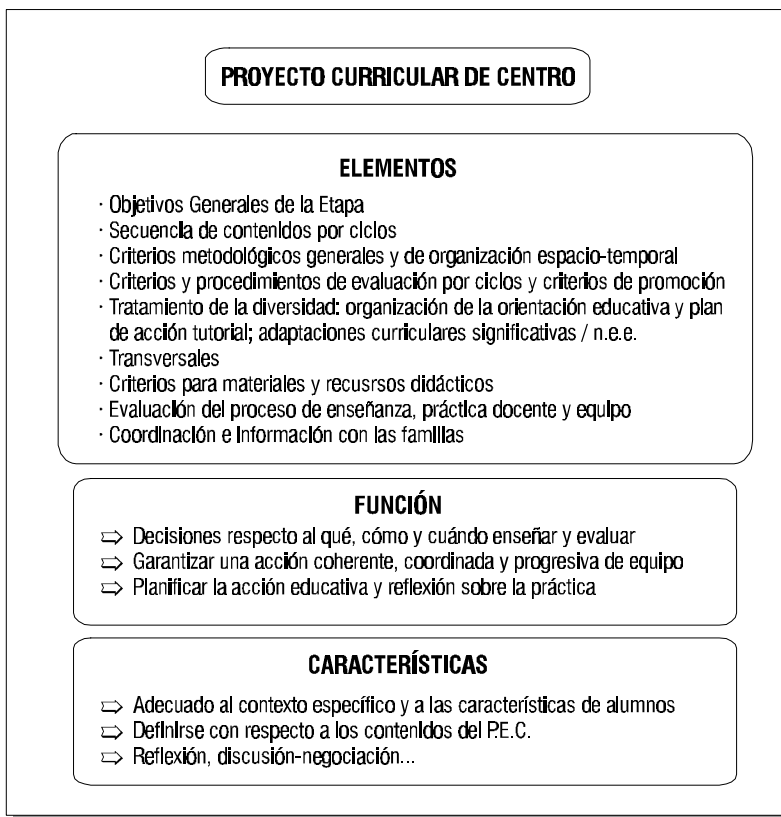 PROYECTO CURRICULAR DE CENTRO
ELEMENTOS
· Objetivos Generales de la Etapa
· Secuencia de contenidos por ciclos
· Criterios metodológicos generales y de organización espacio-temporal
· Criterios y procedimientos de evaluación por ciclos y criterios de promoción
· Tratamiento de la diversidad: organización de la orientación educativa y plan
de acción tutorial; adaptaciones curriculares significativas / n.e.e.
· Transversales
· Criterios para materiales y recusrsos didácticos
· Evaluación del proceso de enseñanza, práctica docente y equipo
· Coordinación e información con las familias
FUNCIÓN
⇨ Decisiones respecto al qué, cómo y cuándo enseñar y evaluar
⇨ Garantizar una acción coherente, coordinada y progresiva de equipo
⇨ Planificar la acción educativa y reflexión sobre la práctica
CARACTERÍSTICAS
⇨ Adecuado al contexto específico y a las características de alumnos
⇨ Definirse con respecto a los contenidos del P.E.C.
⇨ Reflexión, discusión-negociación...